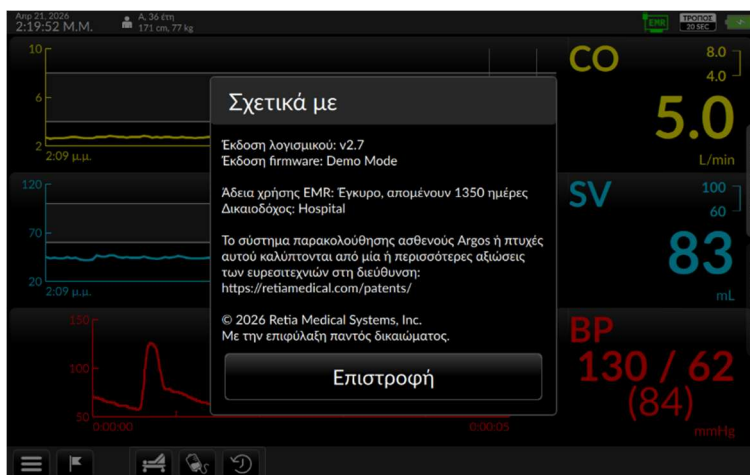 Απρ 21, 2026
2:19:52 Μ.Μ.
Α, 36 έτη
171 cm, 77 kg
EMR
ΤΡΟΠΟΣ
20 SEC
10
6
2
2:09 μ.μ.
CO
8.0
4.0
5.0
L/min
120
70
20
2:09 μ.μ.
SV
100
60
83
mL
150
100
50
0:00:00
0:00:05
BP
130 / 62
(84)
mmHg
Σχετικά με
Έκδοση λογισμικού: v2.7
Έκδοση firmware: Demo Mode
Άδεια χρήσης EMR: Έγκυρο, απομένουν 1350 ημέρες
Δικαιοδόχος: Hospital
Το σύστημα παρακολούθησης ασθενούς Argos ή πτυχές
αυτού καλύπτονται από μία ή περισσότερες αξιώσεις
των ευρεσιτεχνιών στη διεύθυνση:
https://retiamedical.com/patents/
© 2026 Retia Medical Systems, Inc.
Με την επιφύλαξη παντός δικαιώματος.
Επιστροφή